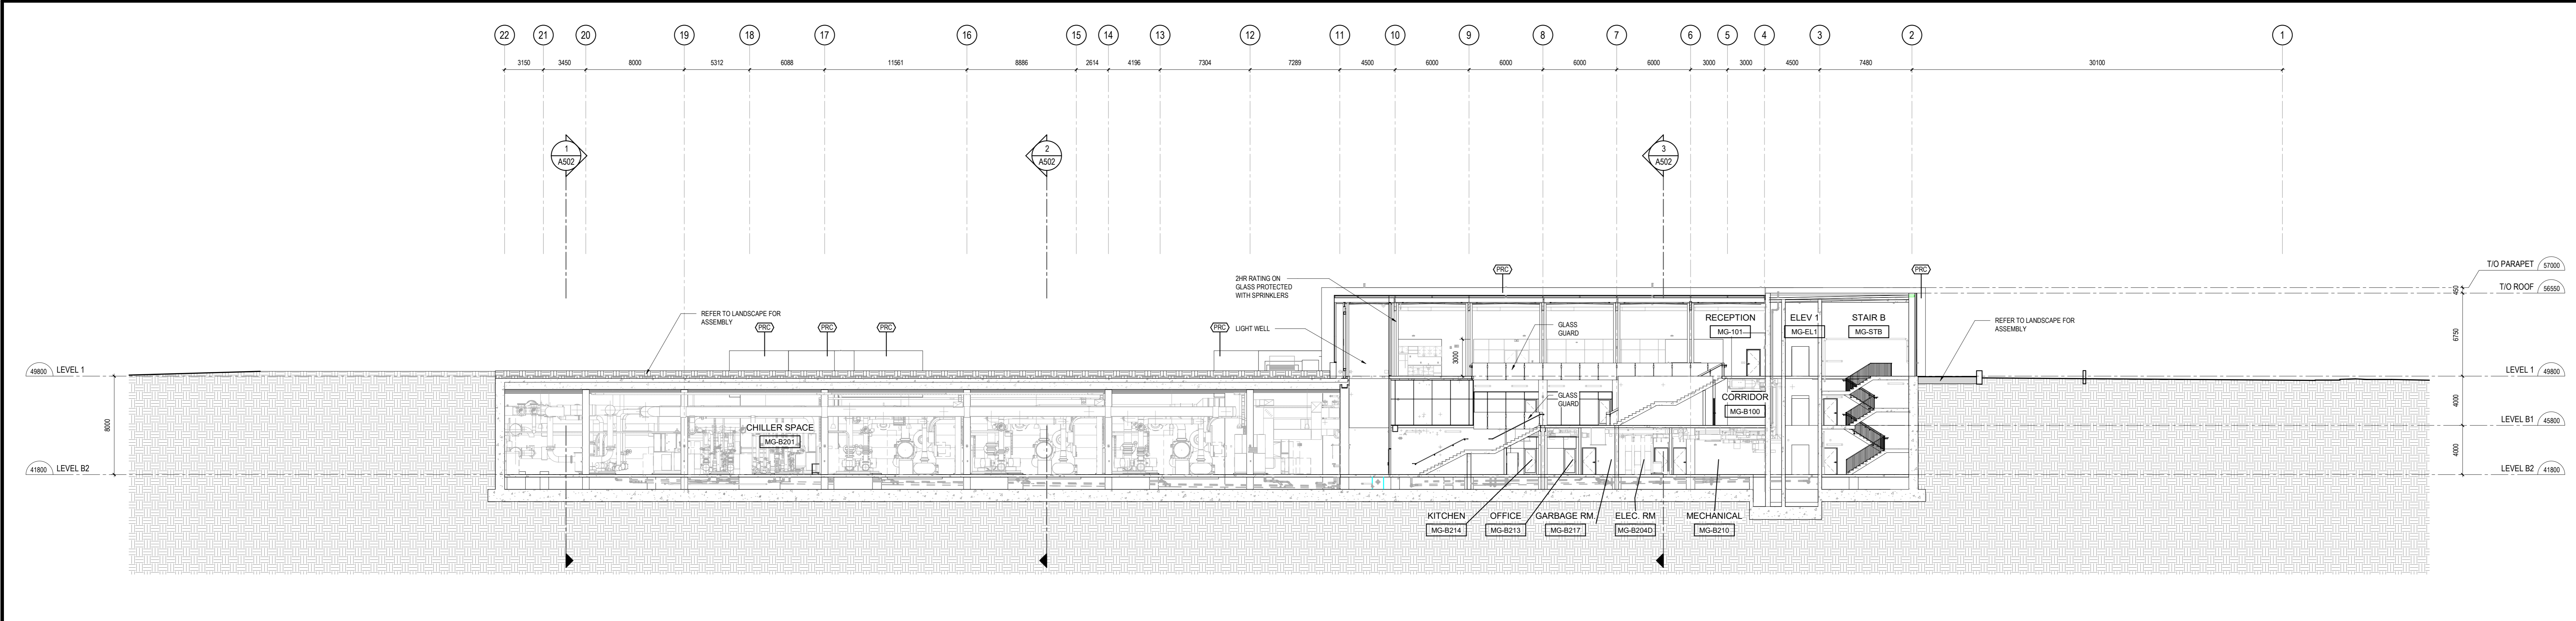 22 21 20 19 18 17 16 15 14 13 12 11 10 9 8 7 6 5 4 3 2 1
3150 3450 8000 5312 6088 11561 8886 2614 4196 7304 7289 4500 6000 6000 6000 6000 3000 3000 4500 7480 30100
1
A502
2
A502
3
A502
T/O PARAPET 57000
450
T/O ROOF 56550
6750
LEVEL 1 49800
4000
LEVEL B1 45800
4000
LEVEL B2 41800
49800 LEVEL 1
8000
41800 LEVEL B2
REFER TO LANDSCAPE FOR
ASSEMBLY
PRC
PRC
PRC
PRC
PRC
PRC
2HR RATING ON
GLASS PROTECTED
WITH SPRINKLERS
LIGHT WELL
3000
GLASS
GUARD
GLASS
GUARD
RECEPTION
MG-101
ELEV 1
MG-EL1
STAIR B
MG-STB
REFER TO LANDSCAPE FOR
ASSEMBLY
CORRIDOR
MG-B100
CHILLER SPACE
MG-B201
KITCHEN
MG-B214
OFFICE
MG-B213
GARBAGE RM.
MG-B217
ELEC. RM
MG-B204D
MECHANICAL
MG-B210